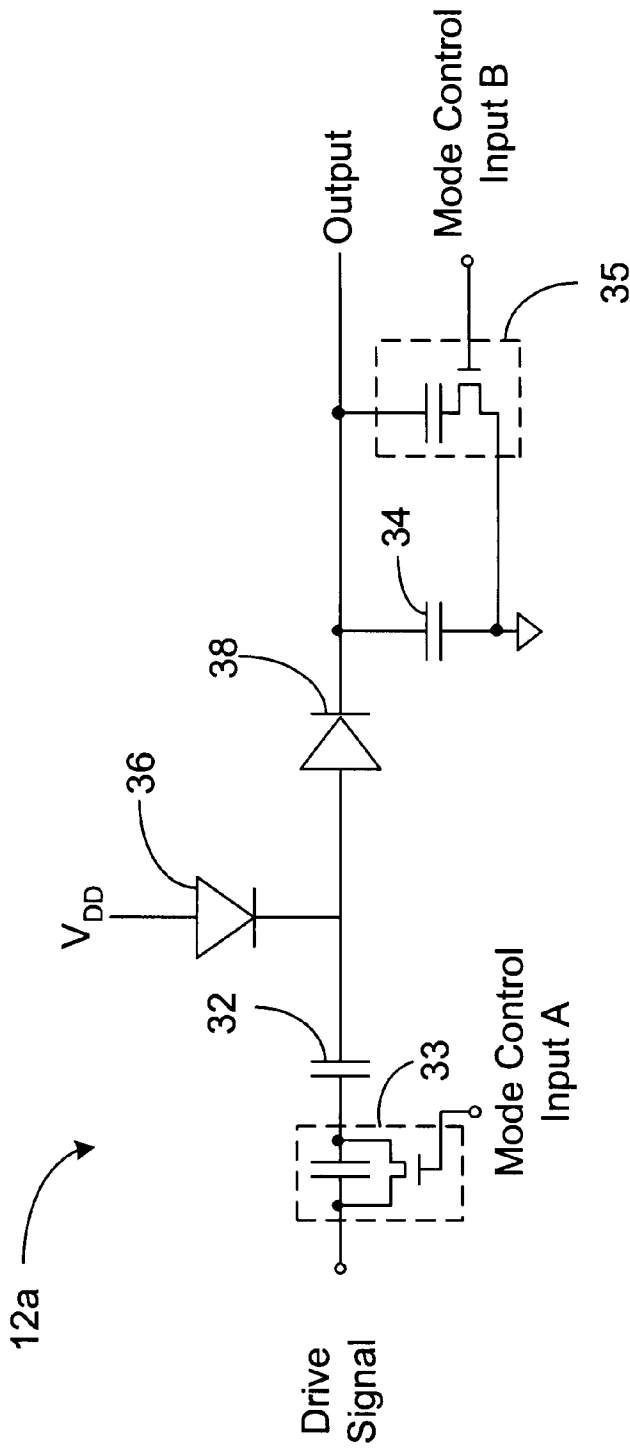 12a
V_DD
36
38
Output
32
34
33
35
Drive
Signal
Mode Control
Input A
Mode Control
Input B